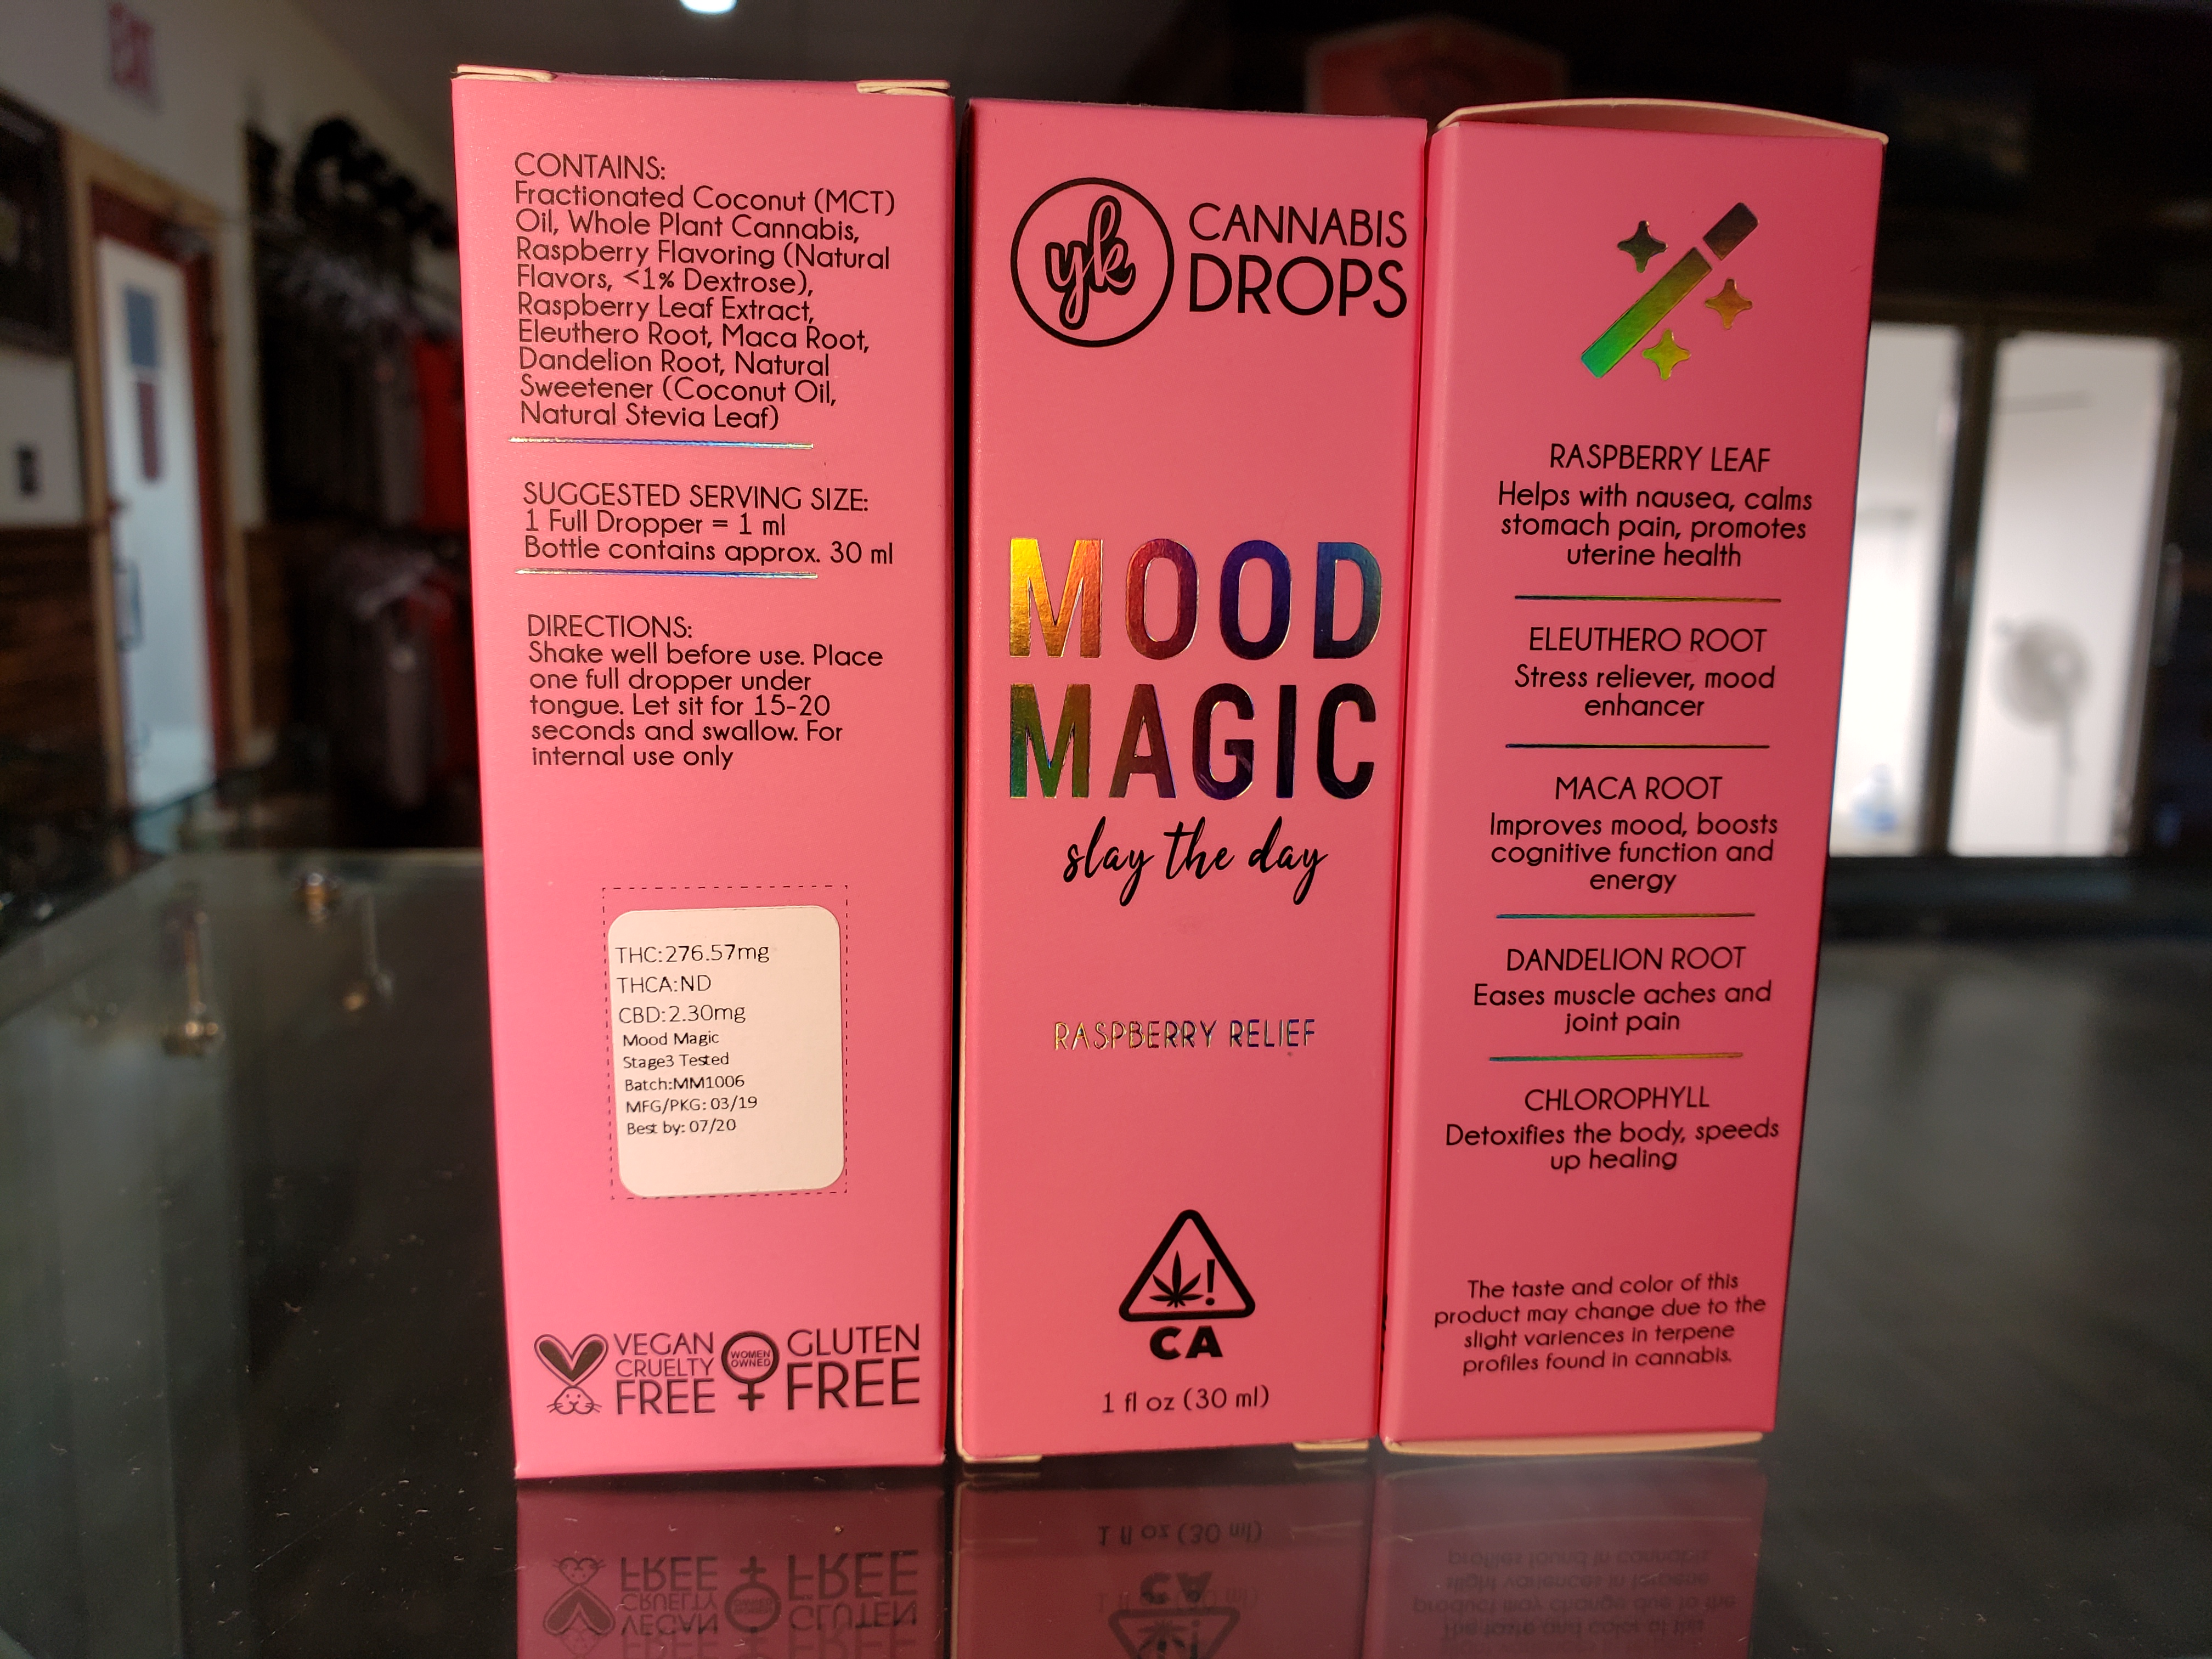 EXIT
CONTAINS:
Fractionated Coconut (MCT)
Oil, Whole Plant Cannabis,
Raspberry Flavoring (Natural
Flavors, <1% Dextrose),
Raspberry Leaf Extract,
Eleuthero Root, Maca Root,
Dandelion Root, Natural
Sweetener (Coconut Oil,
Natural Stevia Leaf)
SUGGESTED SERVING SIZE:
1 Full Dropper = 1 ml
Bottle contains approx. 30 ml
DIRECTIONS:
Shake well before use. Place
one full dropper under
tongue. Let sit for 15-20
seconds and swallow. For
internal use only
THC:276.57mg
THCA:ND
CBD:2.30mg
Mood Magic
Stage3 Tested
Batch:MM1006
MFG/PKG: 03/19
Best by: 07/20
VEGAN
CRUELTY
FREE
WOMEN
OWNED
GLUTEN
FREE
yk
CANNABIS
DROPS
MOOD
MAGIC
slay the day
RASPBERRY RELIEF
!
CA
1 fl oz (30 ml)
RASPBERRY LEAF
Helps with nausea, calms
stomach pain, promotes
uterine health
ELEUTHERO ROOT
Stress reliever, mood
enhancer
MACA ROOT
Improves mood, boosts
cognitive function and
energy
DANDELION ROOT
Eases muscle aches and
joint pain
CHLOROPHYLL
Detoxifies the body, speeds
up healing
The taste and color of this
product may change due to the
slight variences in terpene
profiles found in cannabis.